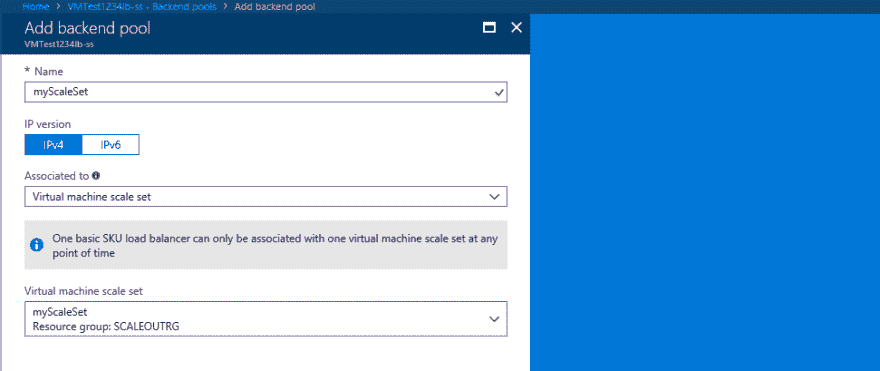 Home > VMTest1234lb-ss - Backend pools > Add backend pool
Add backend pool
VMTest1234lb-ss
* Name
myScaleSet
IP version
IPv4 IPv6
Associated to
Virtual machine scale set
One basic SKU load balancer can only be associated with one virtual machine scale set at any
point of time
Virtual machine scale set
myScaleSet
Resource group: SCALEOUTRG